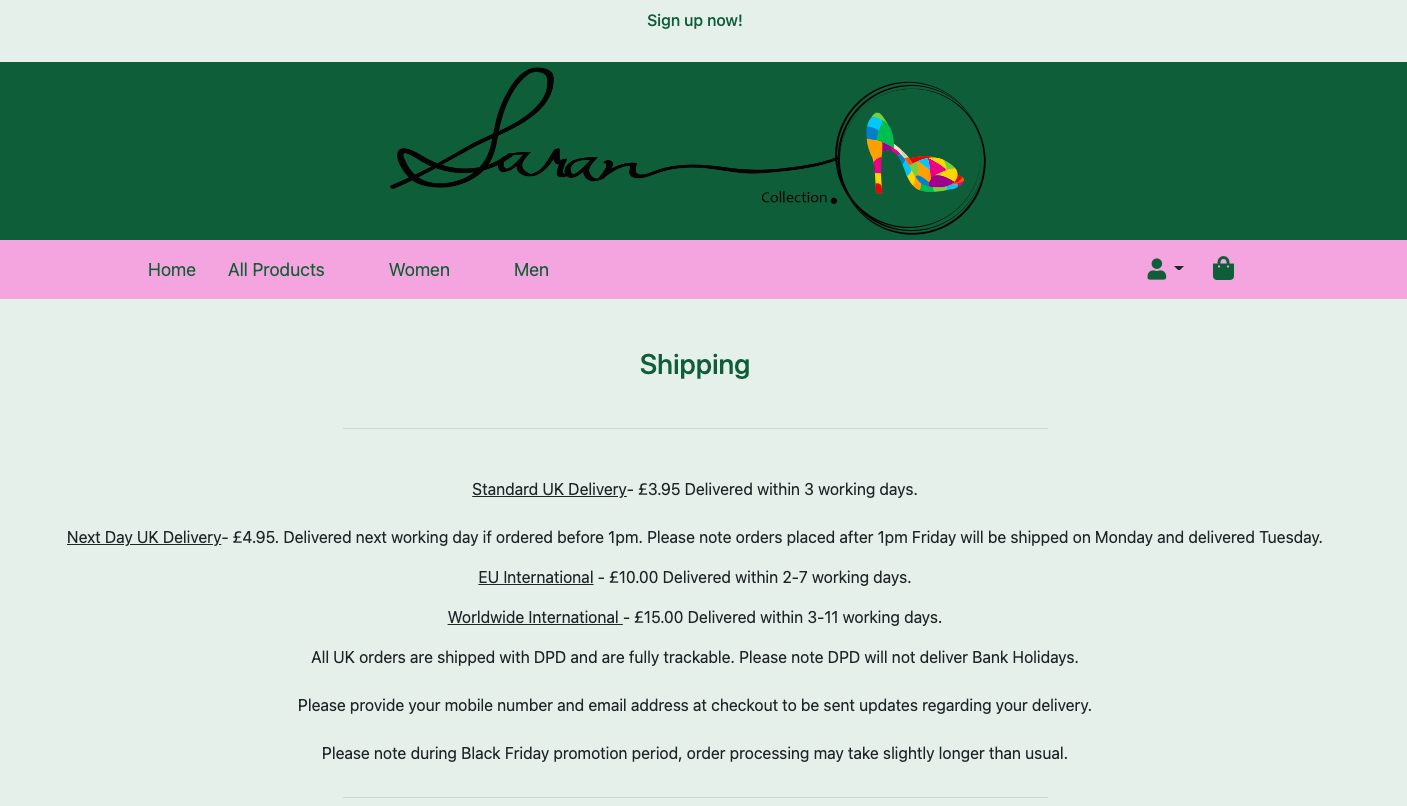 Sign up now!
Saran
Collection
Home All Products Women Men
Shipping
Standard UK Delivery- £3.95 Delivered within 3 working days.
Next Day UK Delivery- £4.95. Delivered next working day if ordered before 1pm. Please note orders placed after 1pm Friday will be shipped on Monday and delivered Tuesday.
EU International - £10.00 Delivered within 2-7 working days.
Worldwide International - £15.00 Delivered within 3-11 working days.
All UK orders are shipped with DPD and are fully trackable. Please note DPD will not deliver Bank Holidays.
Please provide your mobile number and email address at checkout to be sent updates regarding your delivery.
Please note during Black Friday promotion period, order processing may take slightly longer than usual.